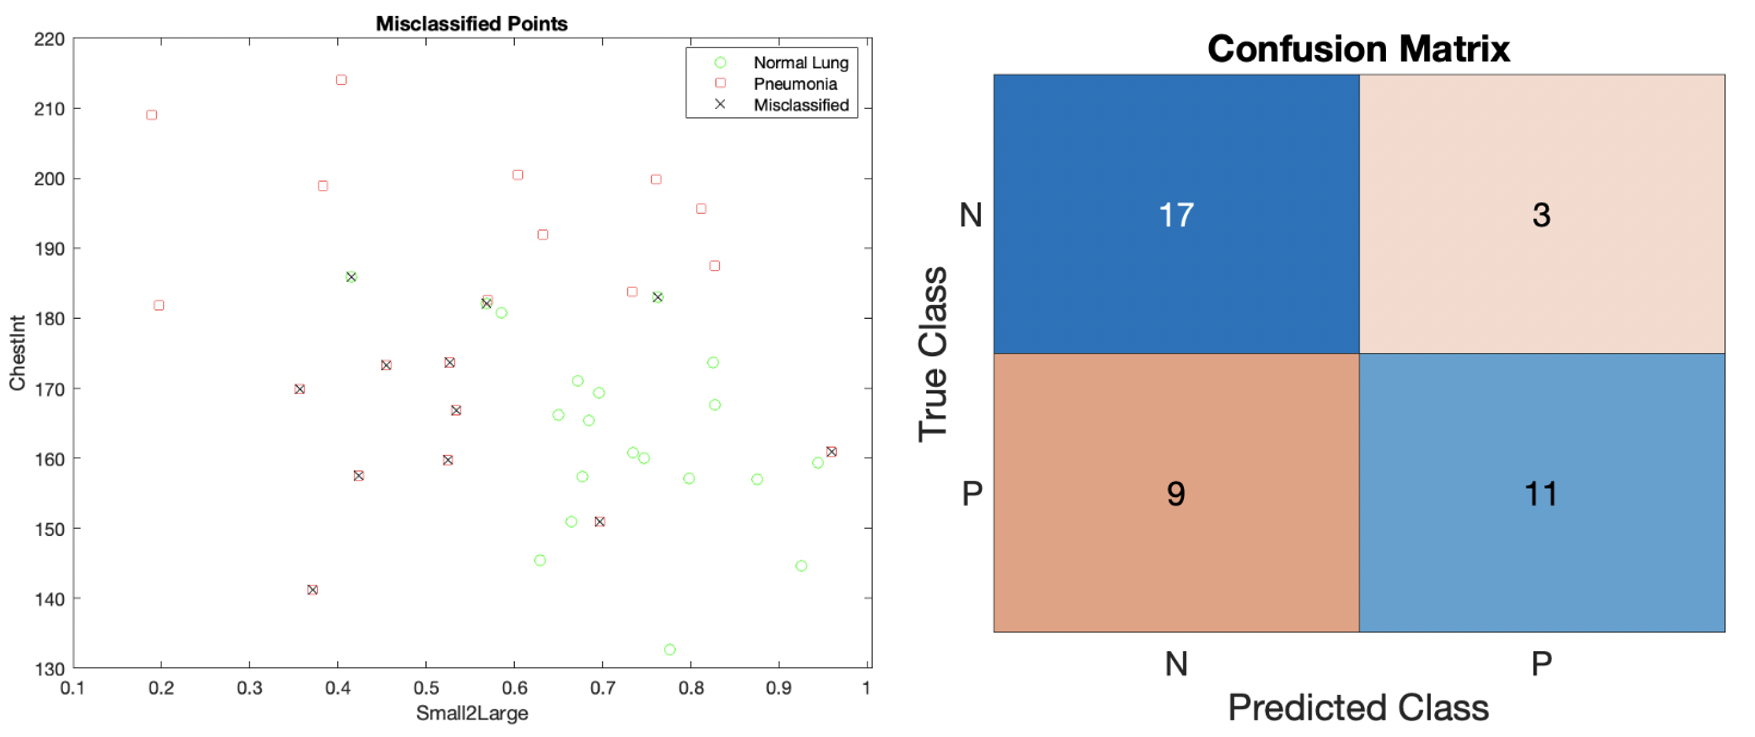 Misclassified Points
220
210
200
190
180
170
160
150
140
130
ChestInt
0.1 0.2 0.3 0.4 0.5 0.6 0.7 0.8 0.9 1
Small2Large
Normal Lung
Pneumonia
Misclassified
Confusion Matrix
True Class
N
17 3
P
9 11
N P
Predicted Class